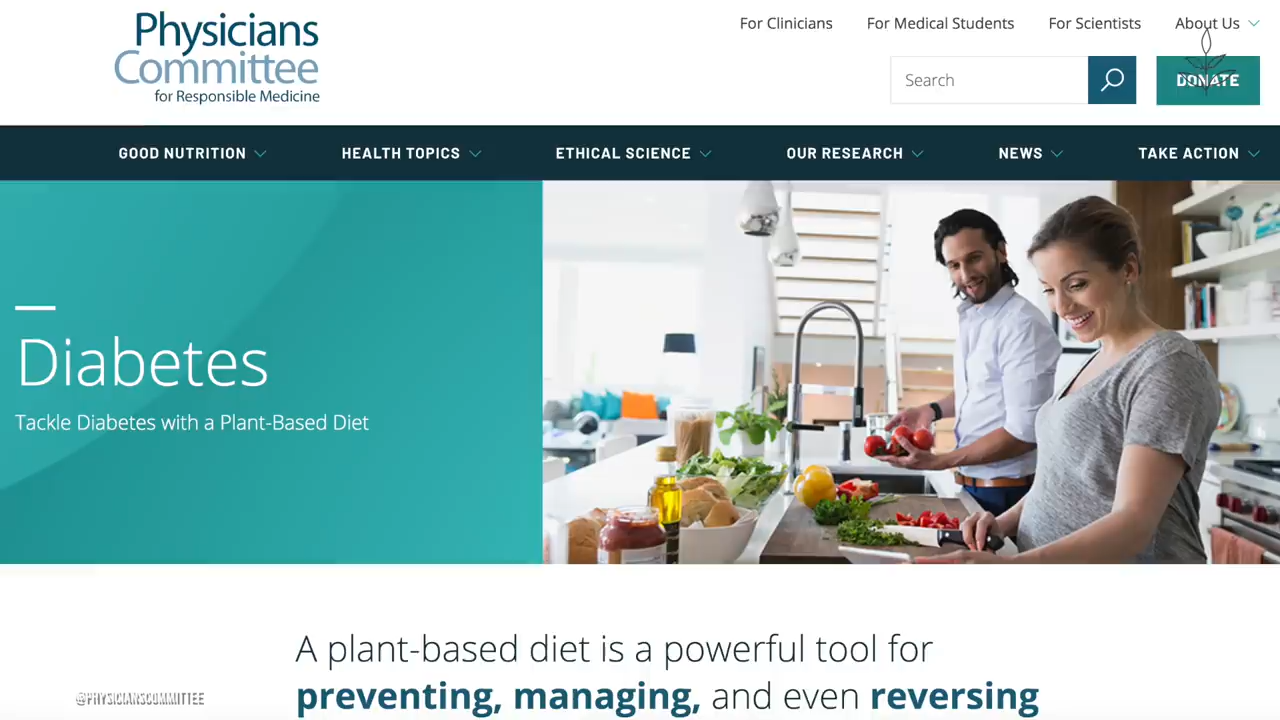 Physicians
Committee
for Responsible Medicine
For Clinicians For Medical Students For Scientists About Us
Search
DONATE
GOOD NUTRITION HEALTH TOPICS ETHICAL SCIENCE OUR RESEARCH NEWS TAKE ACTION
Diabetes
Tackle Diabetes with a Plant-Based Diet
A plant-based diet is a powerful tool for
preventing, managing, and even reversing
@PHYSICIANSCOMMITTEE